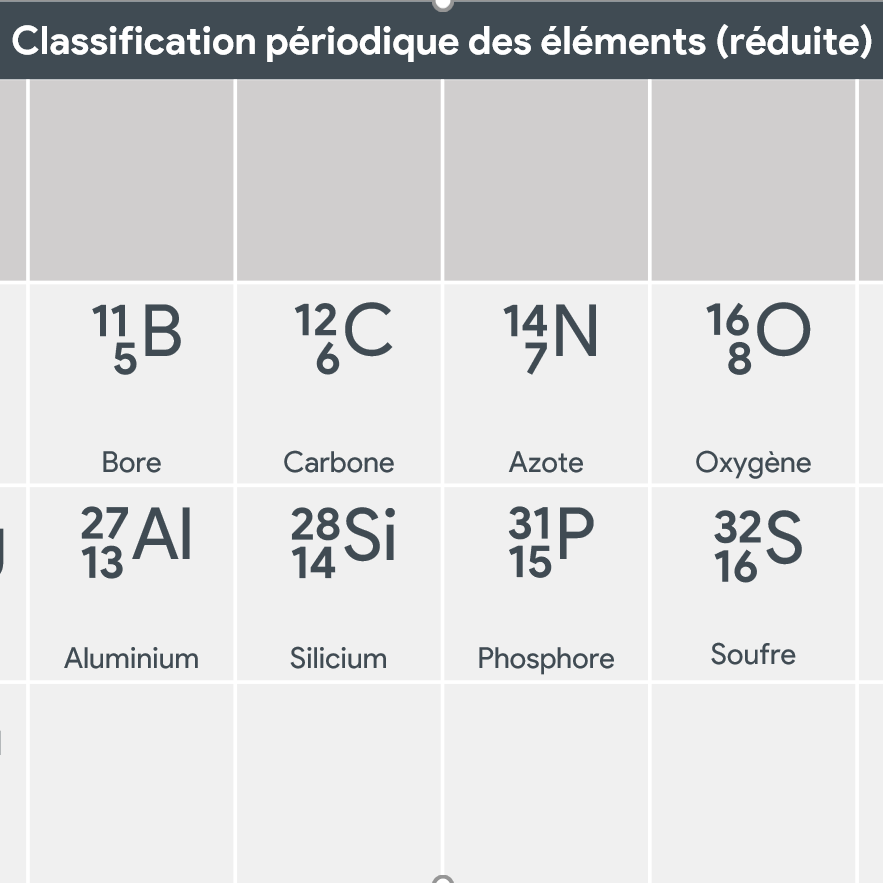 Classification périodique des éléments (réduite)
11 5 B 12 6 C 14 7 N 16 8 O
Bore Carbone Azote Oxygène
27 13 Al 28 14 Si 31 15 P 32 16 S
Aluminium Silicium Phosphore Soufre